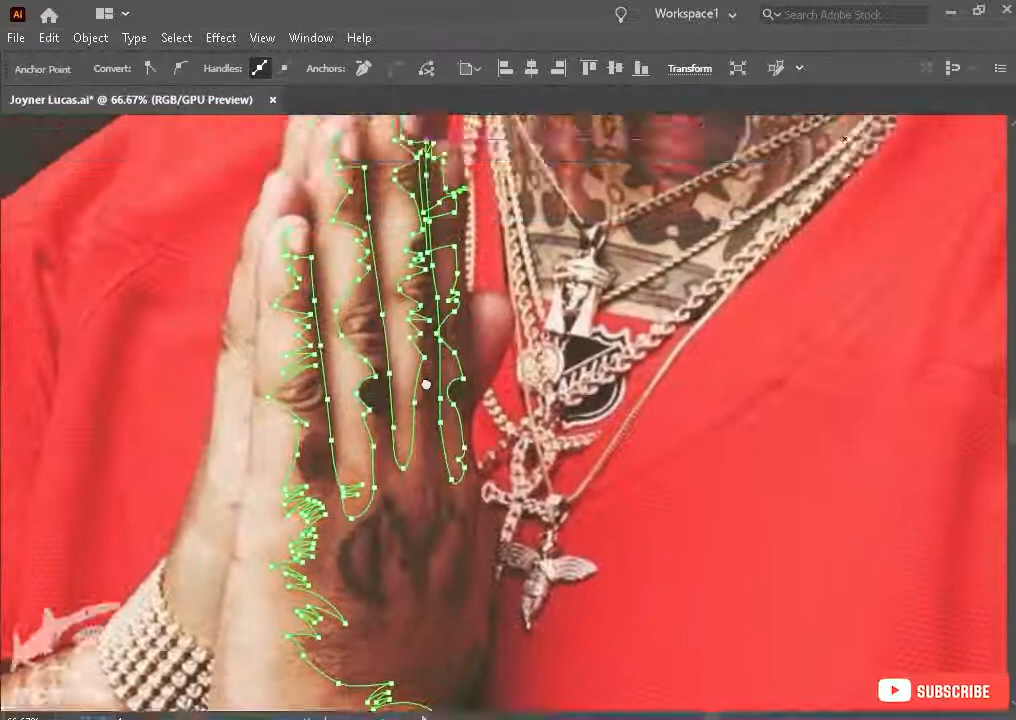 Ai
Workspace1
Search Adobe Stock
File Edit Object Type Select Effect View Window Help
Anchor Point Convert: Handles: Anchors: Transform
Joyner Lucas.ai* @ 66.67% (RGB/GPU Preview) ×
SUBSCRIBE